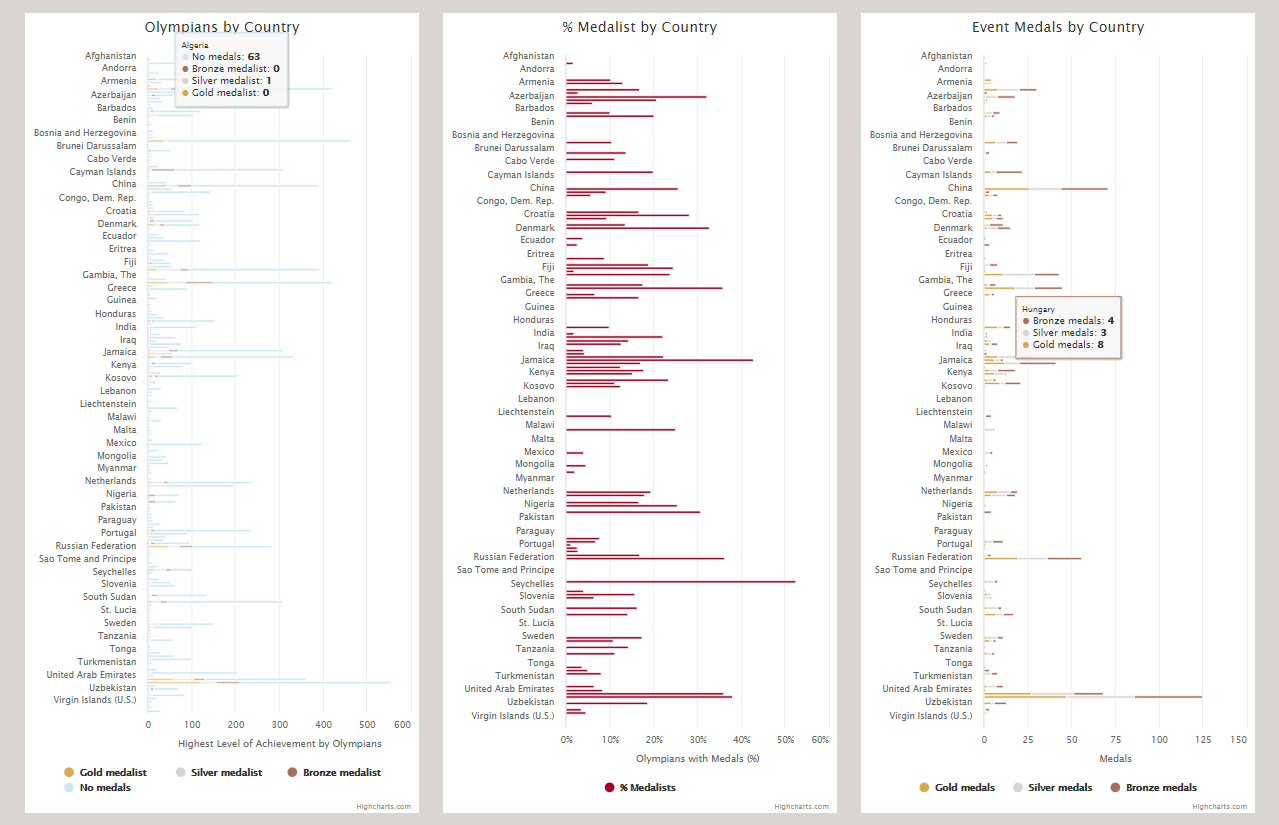 Olympians by Country
Algeria
No medals: 63
Bronze medalist: 0
Silver medalist: 1
Gold medalist: 0
Afghanistan
Andorra
Armenia
Azerbaijan
Barbados
Benin
Bosnia and Herzegovina
Brunei Darussalam
Cabo Verde
Cayman Islands
China
Congo, Dem. Rep.
Croatia
Denmark
Ecuador
Eritrea
Fiji
Gambia, The
Greece
Guinea
Honduras
India
Iraq
Jamaica
Kenya
Kosovo
Lebanon
Liechtenstein
Malawi
Malta
Mexico
Mongolia
Myanmar
Netherlands
Nigeria
Pakistan
Paraguay
Portugal
Russian Federation
Sao Tome and Principe
Seychelles
Slovenia
South Sudan
St. Lucia
Sweden
Tanzania
Tonga
Turkmenistan
United Arab Emirates
Uzbekistan
Virgin Islands (U.S.)
0 100 200 300 400 500 600
Highest Level of Achievement by Olympians
Gold medalist Silver medalist Bronze medalist
No medals
Highcharts.com
% Medalist by Country
Afghanistan
Andorra
Armenia
Azerbaijan
Barbados
Benin
Bosnia and Herzegovina
Brunei Darussalam
Cabo Verde
Cayman Islands
China
Congo, Dem. Rep.
Croatia
Denmark
Ecuador
Eritrea
Fiji
Gambia, The
Greece
Guinea
Honduras
India
Iraq
Jamaica
Kenya
Kosovo
Lebanon
Liechtenstein
Malawi
Malta
Mexico
Mongolia
Myanmar
Netherlands
Nigeria
Pakistan
Paraguay
Portugal
Russian Federation
Sao Tome and Principe
Seychelles
Slovenia
South Sudan
St. Lucia
Sweden
Tanzania
Tonga
Turkmenistan
United Arab Emirates
Uzbekistan
Virgin Islands (U.S.)
0% 10% 20% 30% 40% 50% 60%
Olympians with Medals (%)
% Medalists
Highcharts.com
Event Medals by Country
Afghanistan
Andorra
Armenia
Azerbaijan
Barbados
Benin
Bosnia and Herzegovina
Brunei Darussalam
Cabo Verde
Cayman Islands
China
Congo, Dem. Rep.
Croatia
Denmark
Ecuador
Eritrea
Fiji
Gambia, The
Greece
Guinea
Honduras
India
Iraq
Jamaica
Kenya
Kosovo
Lebanon
Liechtenstein
Malawi
Malta
Mexico
Mongolia
Myanmar
Netherlands
Nigeria
Pakistan
Paraguay
Portugal
Russian Federation
Sao Tome and Principe
Seychelles
Slovenia
South Sudan
St. Lucia
Sweden
Tanzania
Tonga
Turkmenistan
United Arab Emirates
Uzbekistan
Virgin Islands (U.S.)
Hungary
Bronze medals: 4
Silver medals: 3
Gold medals: 8
0 25 50 75 100 125 150
Medals
Gold medals Silver medals Bronze medals
Highcharts.com